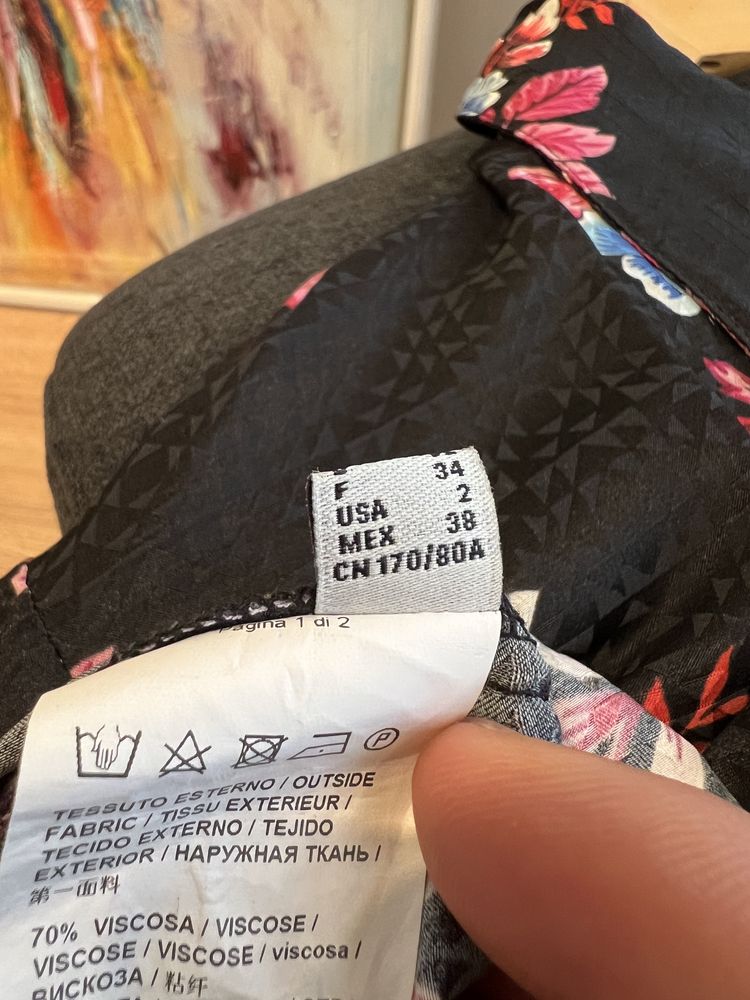 F 34
USA 2
MEX 38
CN 170/80A
Pagina 1 di 2
TESSUTO ESTERNO / OUTSIDE
FABRIC / TISSU EXTERIEUR /
TECIDO EXTERNO / TEJIDO
EXTERIOR / НАРУЖНАЯ ТКАНЬ /
第一面料
70% VISCOSA / VISCOSE /
VISCOSE / VISCOSE / viscosa /
ВИСКОЗА / 粘纤